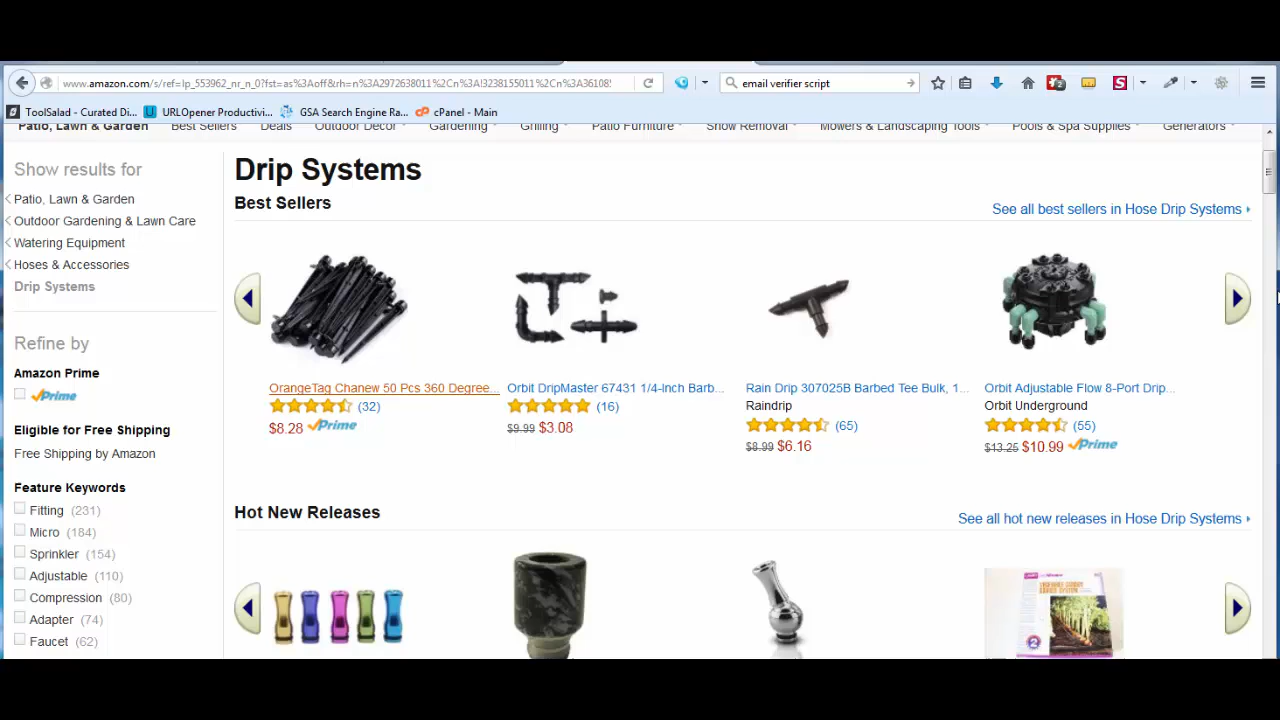 www.amazon.com/s/ref=lp_553962_nr_n_0?fst=as%3Aoff&rh=n%3A2972638011%2Cn%3A!3238155011%2Cn%3A36108!
email verifier script
ToolSalad - Curated Di... URLOpener Productivi... GSA Search Engine Ra... cPanel - Main
Patio, Lawn & Garden Best Sellers Deals Outdoor Décor Gardening Grilling Patio Furniture Snow Removal Mowers & Landscaping Tools Pools & Spa Supplies Generators
Show results for
Patio, Lawn & Garden
Outdoor Gardening & Lawn Care
Watering Equipment
Hoses & Accessories
Drip Systems
Refine by
Amazon Prime
Prime
Eligible for Free Shipping
Free Shipping by Amazon
Feature Keywords
Fitting (231)
Micro (184)
Sprinkler (154)
Adjustable (110)
Compression (80)
Adapter (74)
Faucet (62)
Drip Systems
Best Sellers
See all best sellers in Hose Drip Systems
OrangeTag Chanew 50 Pcs 360 Degree...
(32)
$8.28 Prime
Orbit DripMaster 67431 1/4-Inch Barb...
(16)
$9.99 $3.08
Rain Drip 307025B Barbed Tee Bulk, 1...
Raindrip
(65)
$8.99 $6.16
Orbit Adjustable Flow 8-Port Drip...
Orbit Underground
(55)
$13.25 $10.99 Prime
Hot New Releases
See all hot new releases in Hose Drip Systems